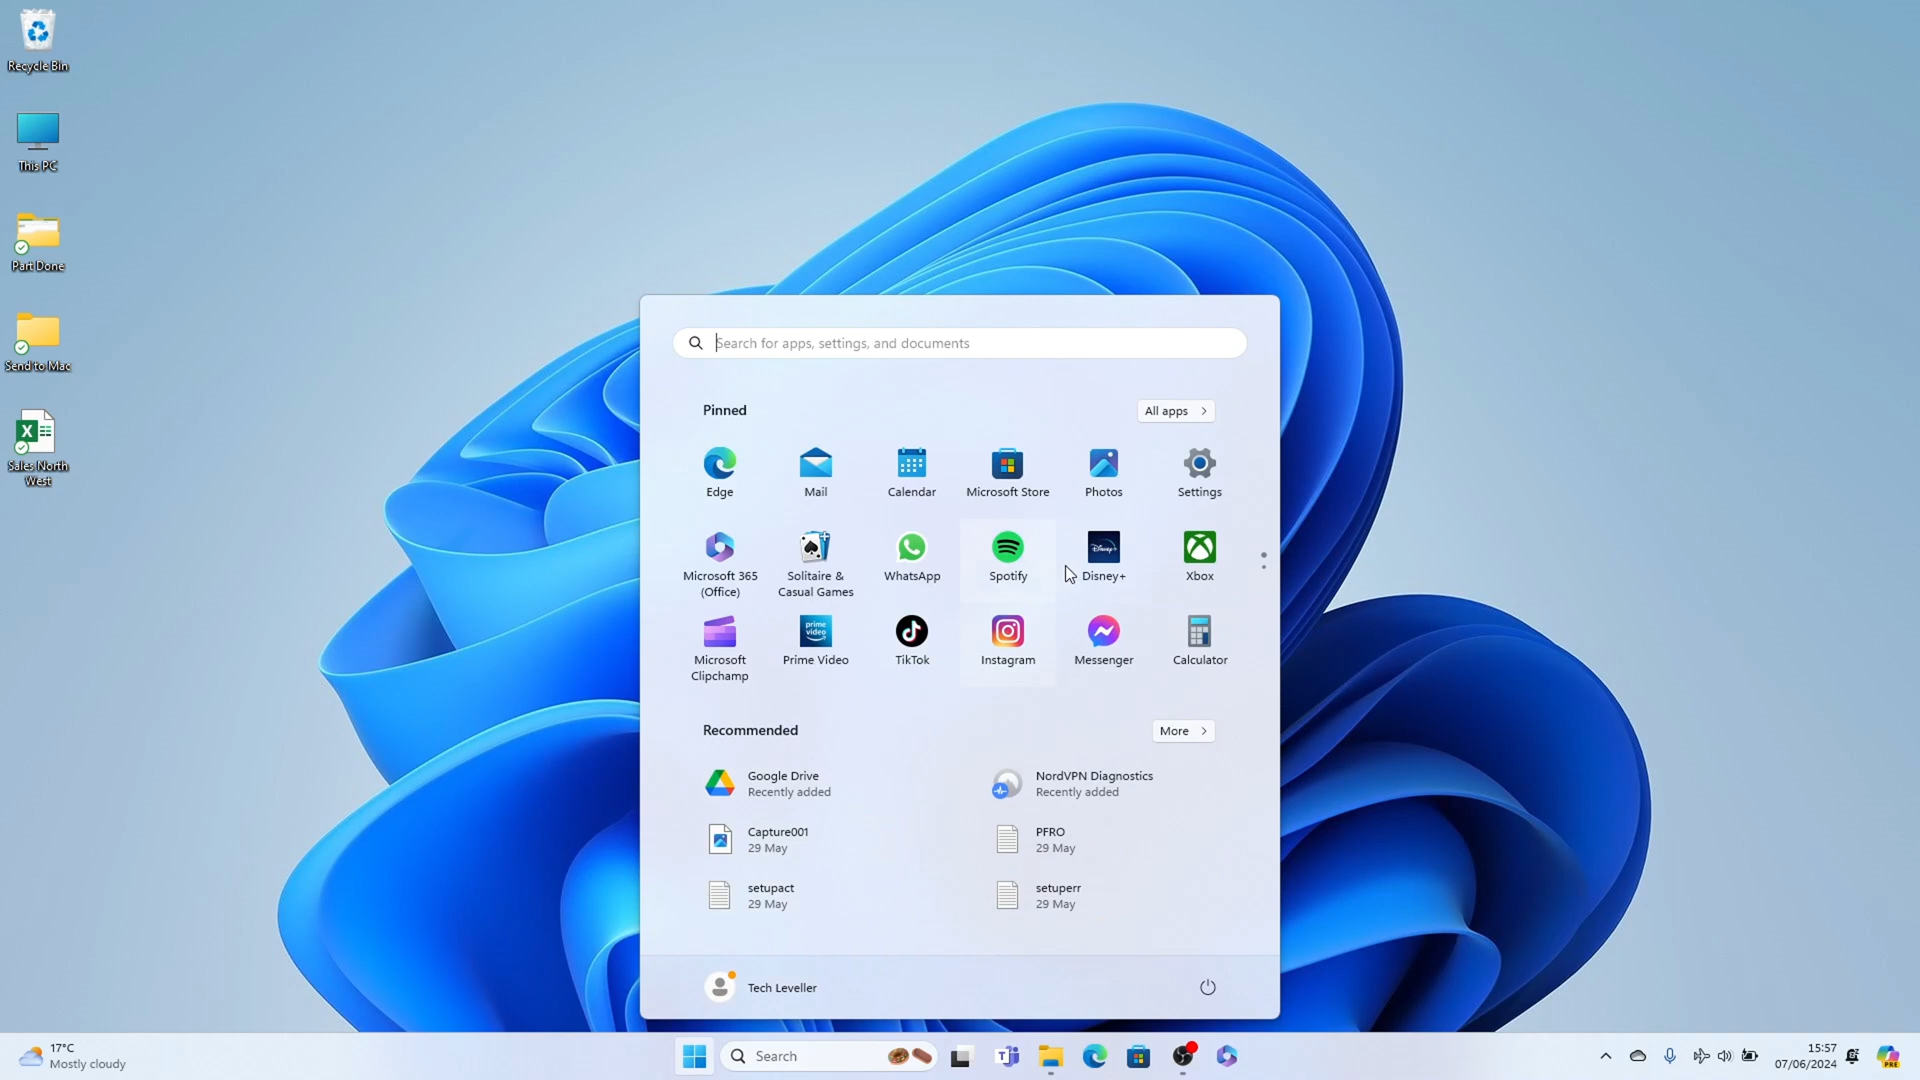 Recycle Bin
This PC
Part Done
Send to Mac
Sales North
West
Search for apps, settings, and documents
Pinned
All apps
Edge
Mail
Calendar
Microsoft Store
Photos
Settings
Microsoft 365
(Office)
Solitaire &
Casual Games
WhatsApp
Spotify
Disney+
Disney+
Xbox
Microsoft
Clipchamp
prime
video
Prime Video
TikTok
Instagram
Messenger
Calculator
Recommended
More
Google Drive
Recently added
NordVPN Diagnostics
Recently added
Capture001
29 May
PFRO
29 May
setupact
29 May
setuperr
29 May
Tech Leveller
17°C
Mostly cloudy
Search
15:57
07/06/2024
PRE